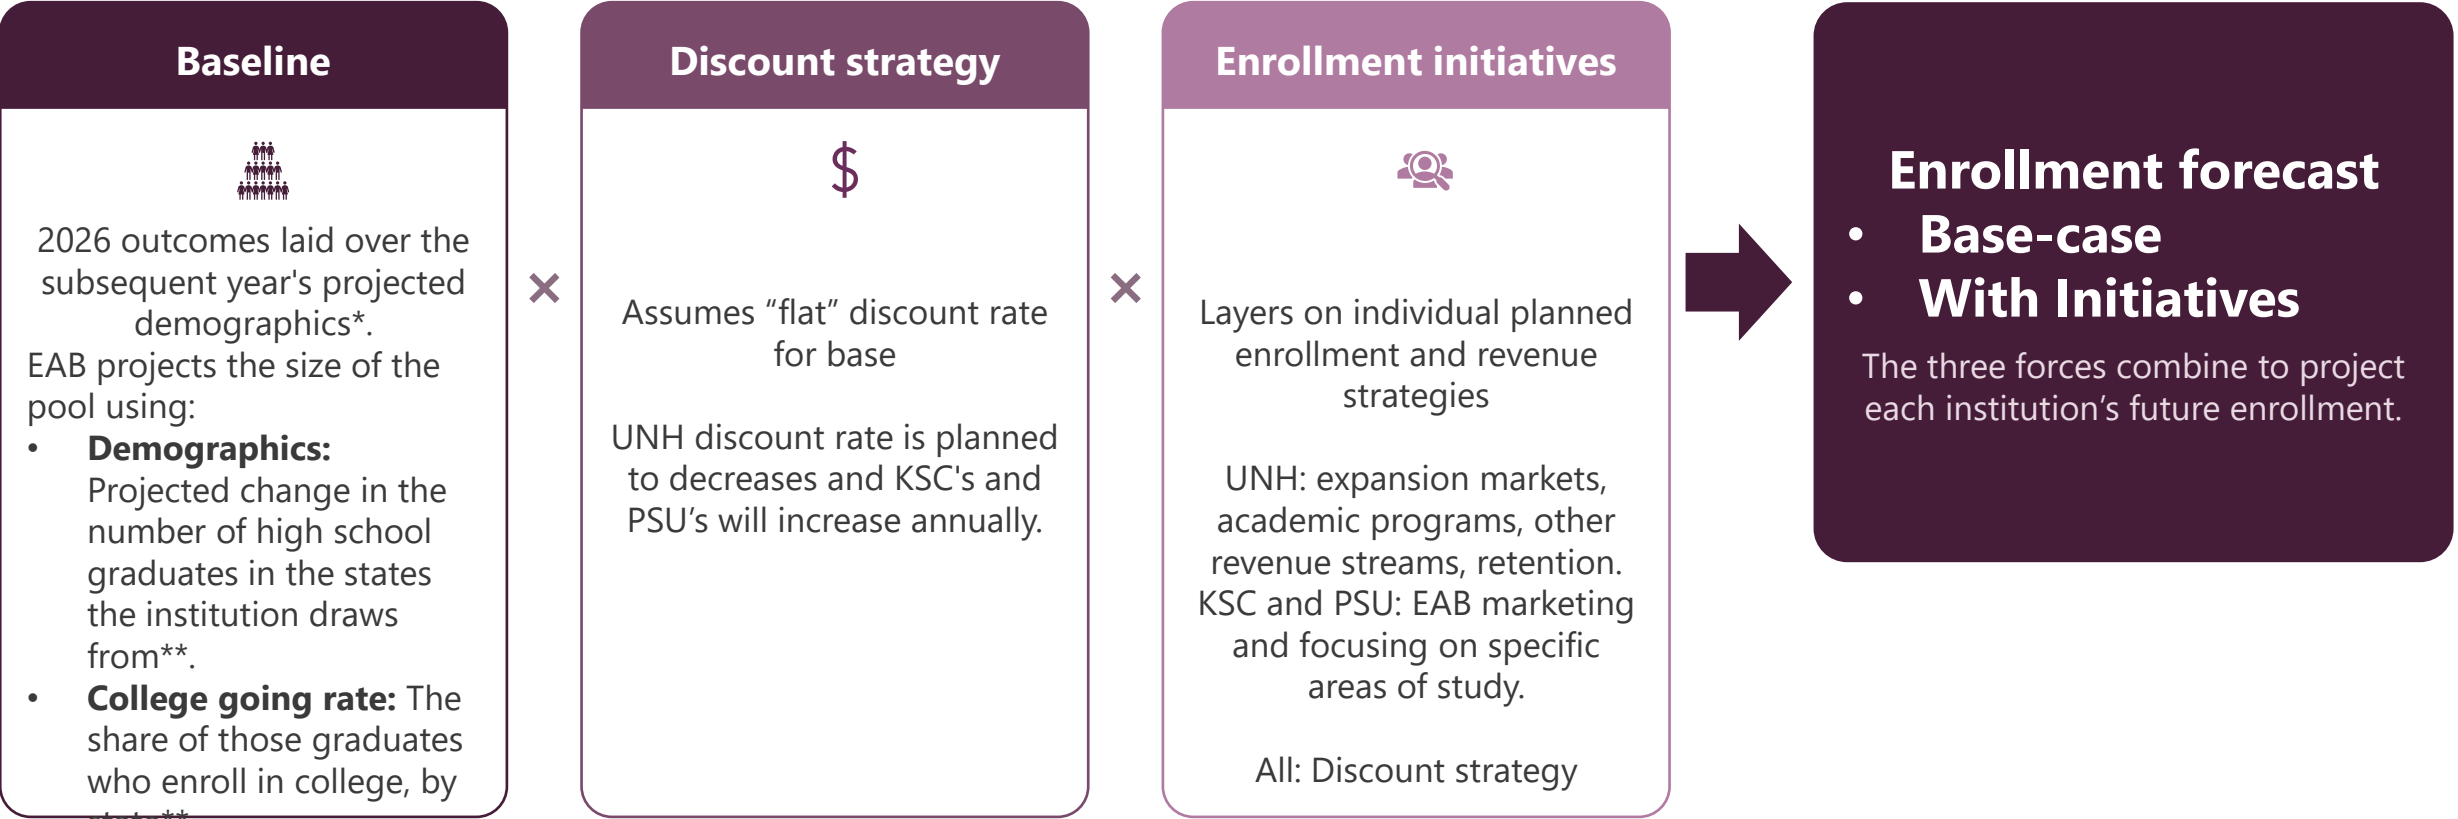 Baseline
2026 outcomes laid over the
subsequent year's projected
demographics*.
EAB projects the size of the
pool using:
• Demographics:
Projected change in the
number of high school
graduates in the states
the institution draws
from**.
• College going rate: The
share of those graduates
who enroll in college, by
×
Discount strategy
$
Assumes “flat” discount rate
for base
UNH discount rate is planned
to decreases and KSC's and
PSU’s will increase annually.
×
Enrollment initiatives
Layers on individual planned
enrollment and revenue
strategies
UNH: expansion markets,
academic programs, other
revenue streams, retention.
KSC and PSU: EAB marketing
and focusing on specific
areas of study.
All: Discount strategy
Enrollment forecast
• Base-case
• With Initiatives
The three forces combine to project
each institution’s future enrollment.